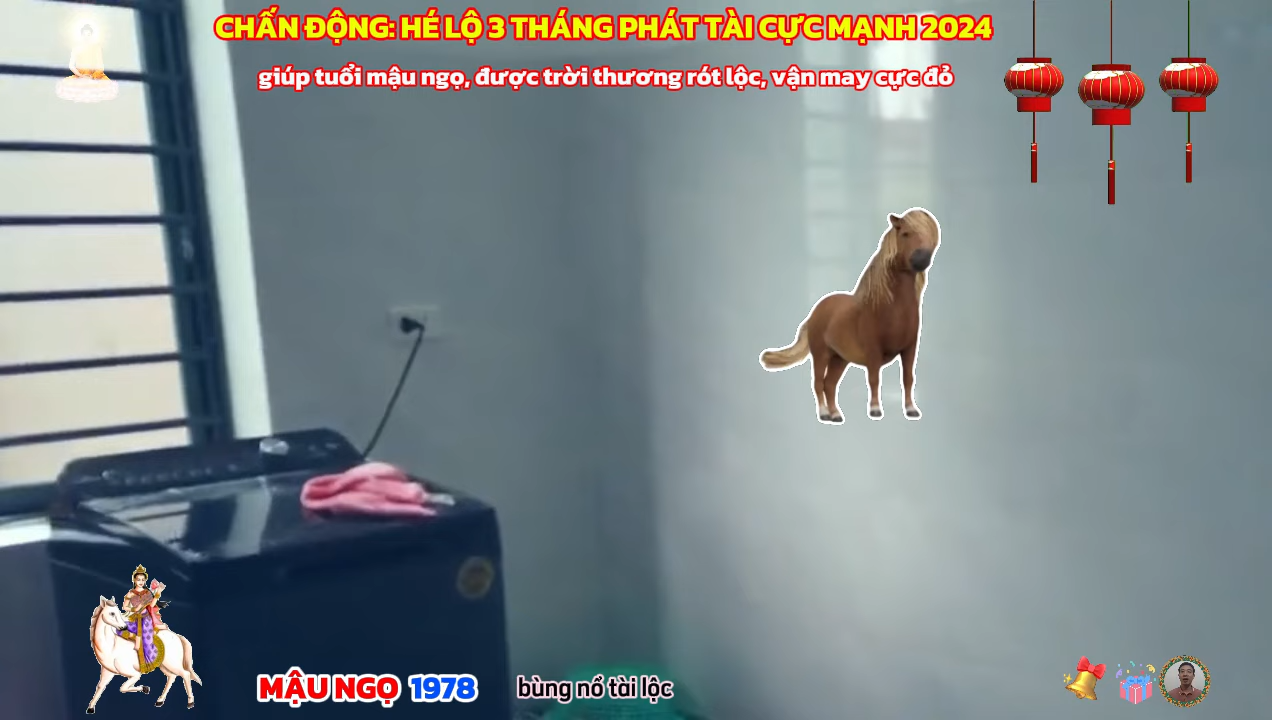 CHẤN ĐỘNG: HÉ LỘ 3 THÁNG PHÁT TÀI CỰC MẠNH 2024
giúp tuổi mậu ngọ, được trời thương rót lộc, vận may cực đỏ
MẬU NGỌ 1978 bùng nổ tài lộc